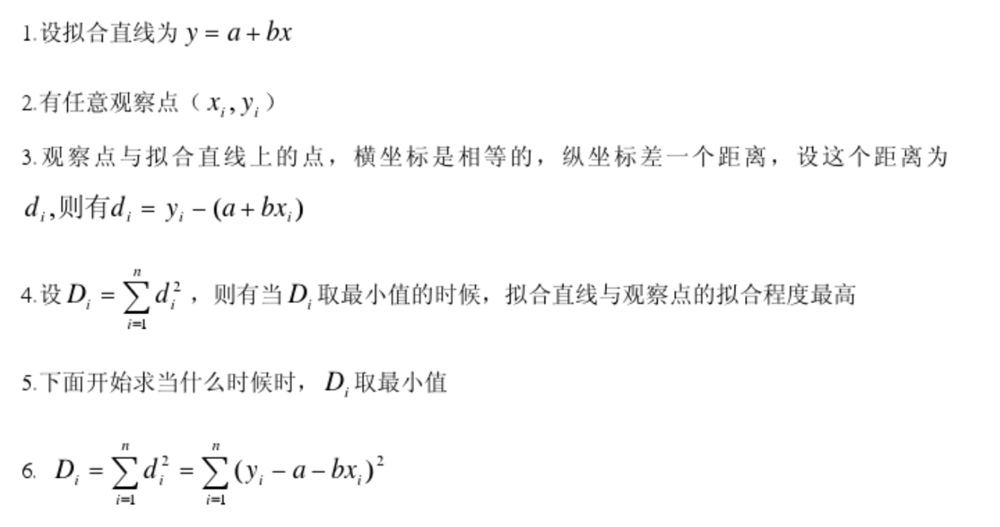 1.设拟合直线为 y = a + bx
2.有任意观察点（x_i, y_i）
3.观察点与拟合直线上的点，横坐标是相等的，纵坐标差一个距离，设这个距离为
d_i,则有d_i = y_i − (a + bx_i)
4.设 D_i = \sum_{i=1}^{n} d_i^2 ，则有当 D_i 取最小值的时候，拟合直线与观察点的拟合程度最高
5.下面开始求当什么时候时， D_i 取最小值
6. D_i = \sum_{i=1}^{n} d_i^2 = \sum_{i=1}^{n} (y_i − a − bx_i)^2